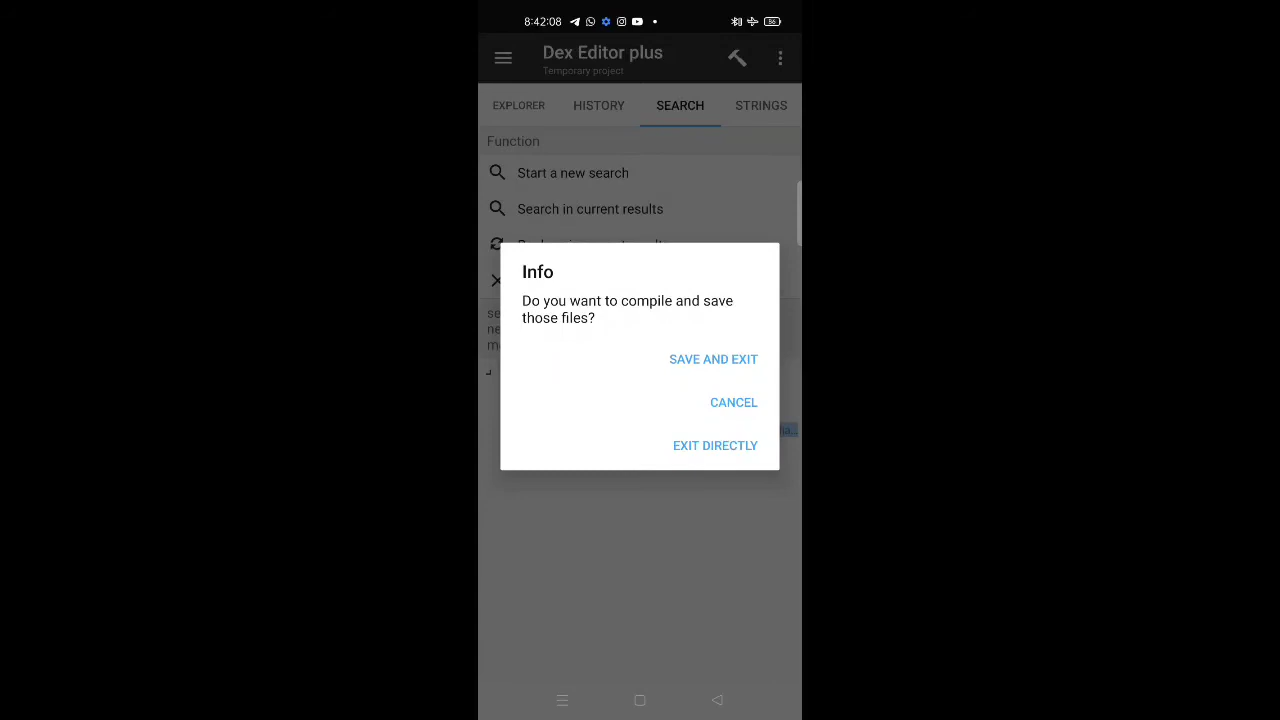 8:42:08
56
Dex Editor plus
Temporary project
EXPLORER HISTORY SEARCH STRINGS
Function
Start a new search
Search in current results
Info
Do you want to compile and save
those files?
SAVE AND EXIT
CANCEL
EXIT DIRECTLY